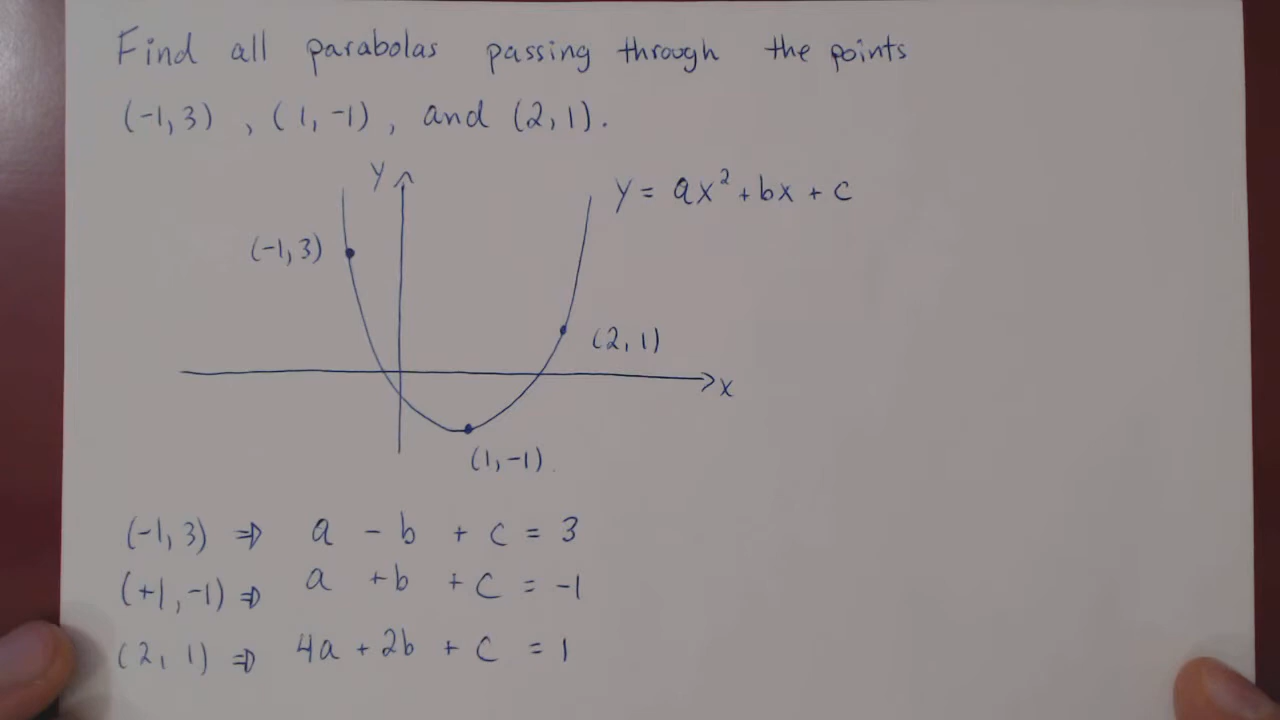 Find all parabolas passing through the points
(-1,3), (1,-1), and (2,1).
y
y = ax² + bx + c
(-1,3)
(2,1)
x
(1,-1)
(-1,3) ⇒ a - b + c = 3
(+1,-1) ⇒ a + b + c = -1
(2,1) ⇒ 4a + 2b + c = 1